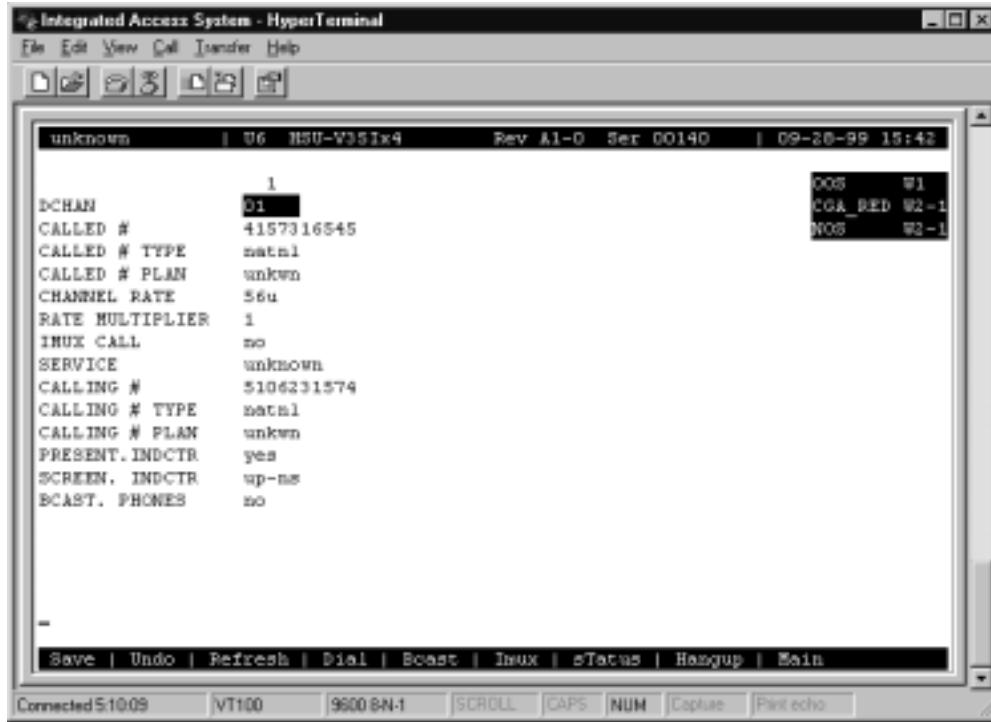 Integrated Access System - HyperTerminal
File Edit View Call Transfer Help
unknown | U6 HSU-V35Ix4 Rev A1-0 Ser 00140 | 09-28-99 15:42
1 OOS W1
DCHAN 01 CGA_RED W2-1
CALLED # 4157316545 NOS W2-1
CALLED # TYPE natnl
CALLED # PLAN unkwn
CHANNEL RATE 56u
RATE MULTIPLIER 1
IMUX CALL no
SERVICE unknown
CALLING # 5106231574
CALLING # TYPE natnl
CALLING # PLAN unkwn
PRESENT.INDCTR yes
SCREEN. INDCTR up-ns
BCAST. PHONES no
Save | Undo | Refresh | Dial | Bcast | Imux | sTatus | Hangup | Main
Connected 5:10:09 VT100 9600 8-N-1 SCROLL CAPS NUM Capture Print echo